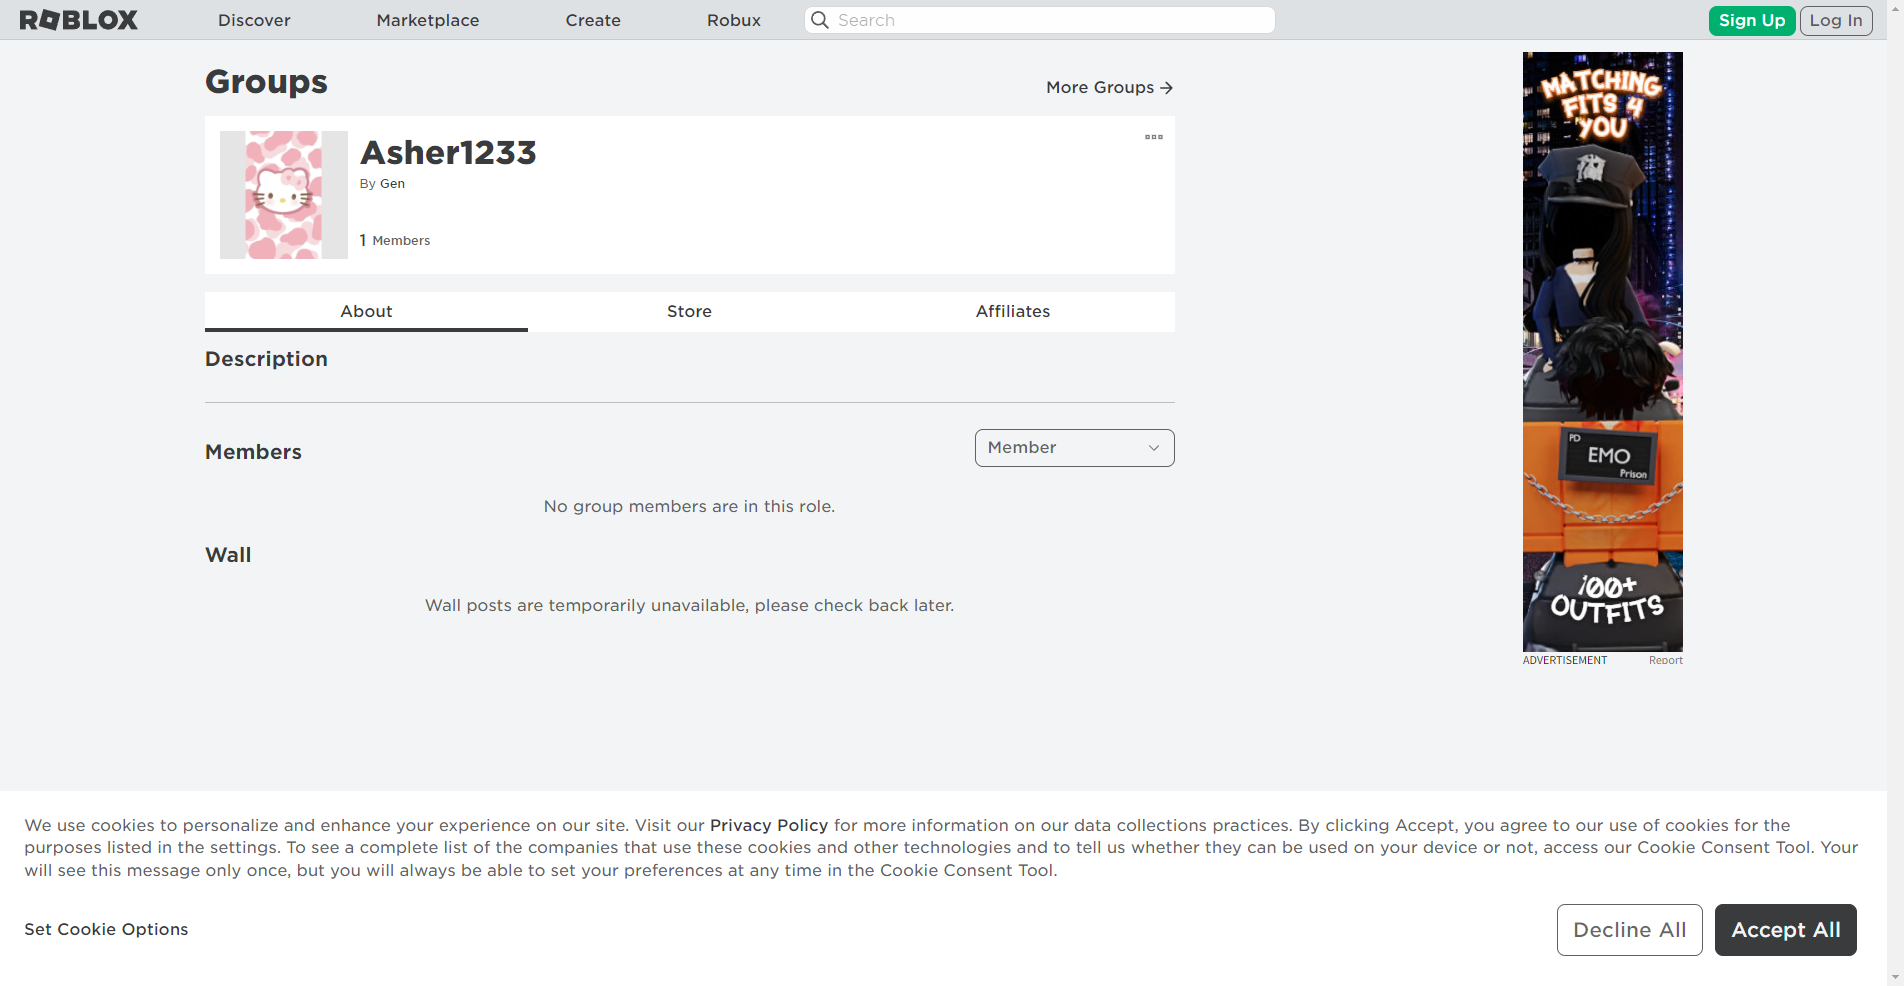 ROBLOX
Discover
Marketplace
Create
Robux
Search
Sign Up
Log In
Groups
More Groups
Asher1233
By Gen
1 Members
About
Store
Affiliates
Description
Members
Member
No group members are in this role.
Wall
Wall posts are temporarily unavailable, please check back later.
MATCHING
FITS 4
YOU
PD
EMO
Prison
100+
OUTFITS
ADVERTISEMENT
Report
We use cookies to personalize and enhance your experience on our site. Visit our Privacy Policy for more information on our data collections practices. By clicking Accept, you agree to our use of cookies for the
purposes listed in the settings. To see a complete list of the companies that use these cookies and other technologies and to tell us whether they can be used on your device or not, access our Cookie Consent Tool. Your
will see this message only once, but you will always be able to set your preferences at any time in the Cookie Consent Tool.
Set Cookie Options
Decline All
Accept All